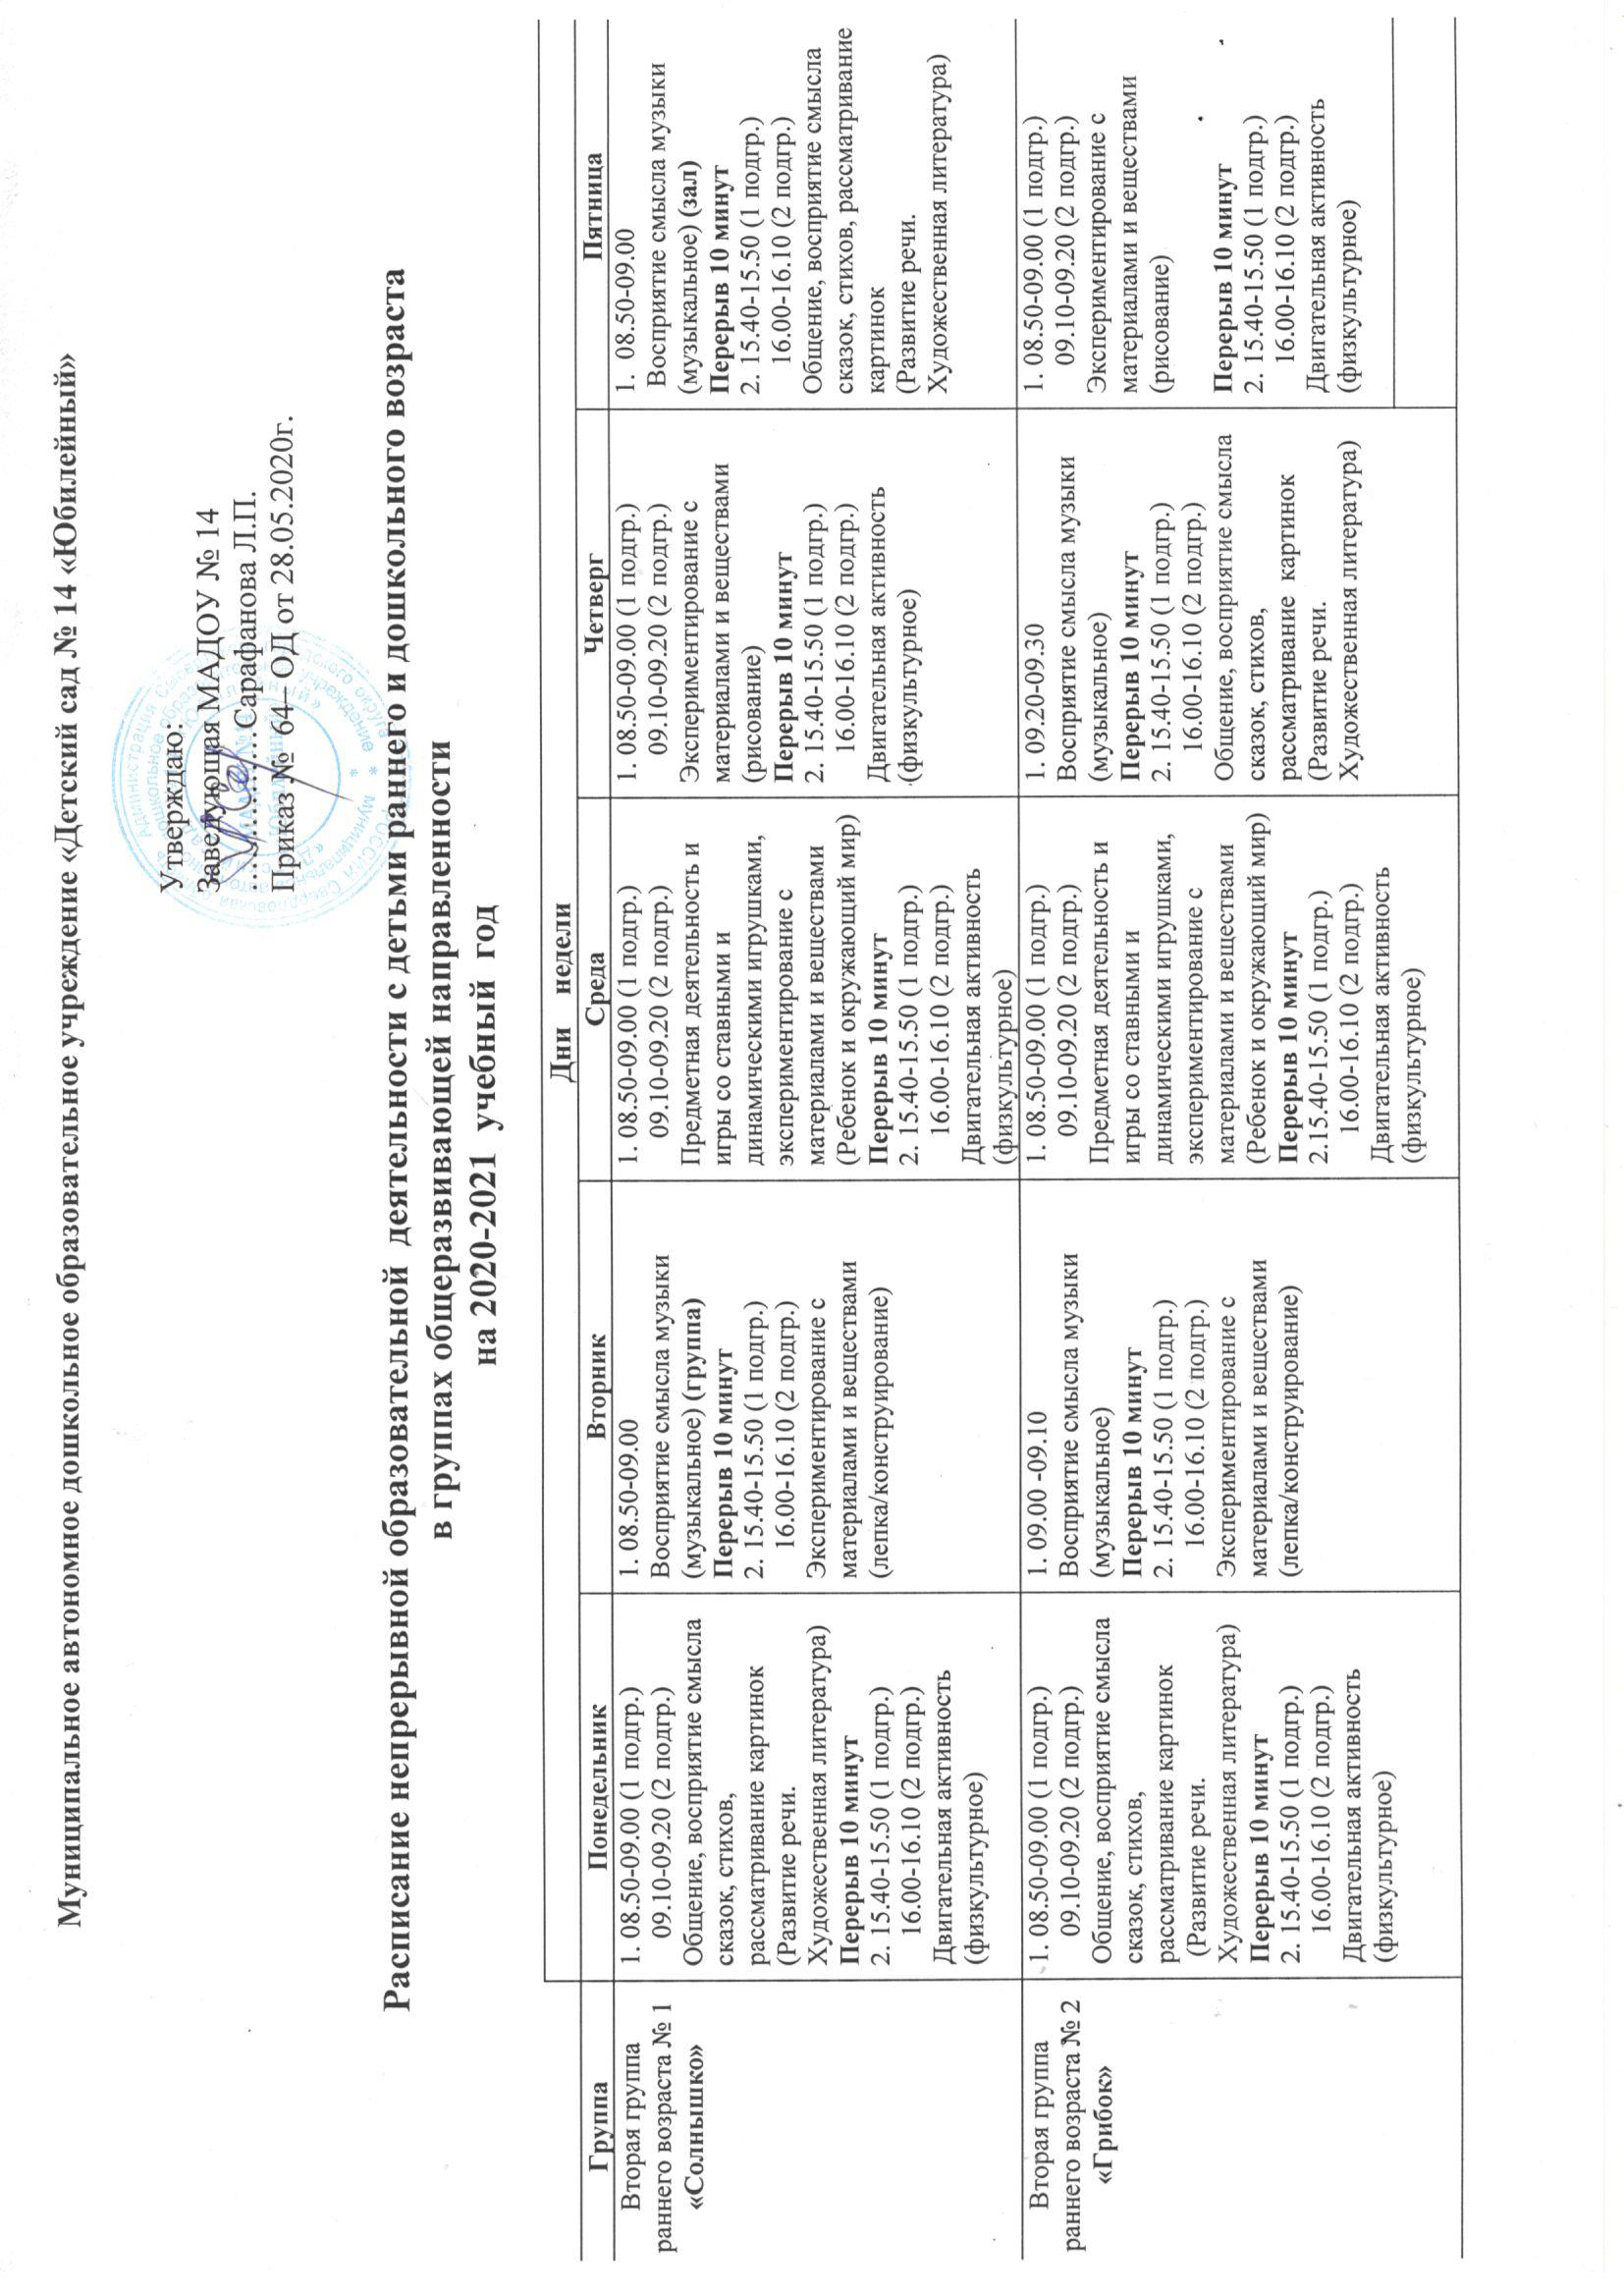 Муниципальное автономное дошкольное образовательное учреждение «Детский сад № 14 «Юбилейный»
Утверждаю:
Заведующая МАДОУ № 14
Сарафанова Л.П.
Приказ № 64– ОД от 28.05.2020г.
Расписание непрерывной образовательной деятельности с детьми раннего и дошкольного возраста
в группах общеразвивающей направленности
на 2020-2021 учебный год
Дни недели
Группа
Понедельник
Вторник
Среда
Четверг
Пятница
Вторая группа
раннего возраста № 1
«Солнышко»
1. 08.50-09.00 (1 подгр.)
09.10-09.20 (2 подгр.)
Общение, восприятие смысла
сказок, стихов,
рассматривание картинок
(Развитие речи.
Художественная литература)
Перерыв 10 минут
2. 15.40-15.50 (1 подгр.)
16.00-16.10 (2 подгр.)
Двигательная активность
(физкультурное)
1. 08.50-09.00
Восприятие смысла музыки
(музыкальное) (группа)
Перерыв 10 минут
2. 15.40-15.50 (1 подгр.)
16.00-16.10 (2 подгр.)
Экспериментирование с
материалами и веществами
(лепка/конструирование)
1. 08.50-09.00 (1 подгр.)
09.10-09.20 (2 подгр.)
Предметная деятельность и
игры со ставными и
динамическими игрушками,
экспериментирование с
материалами и веществами
(Ребенок и окружающий мир)
Перерыв 10 минут
2. 15.40-15.50 (1 подгр.)
16.00-16.10 (2 подгр.)
Двигательная активность
(физкультурное)
1. 08.50-09.00 (1 подгр.)
09.10-09.20 (2 подгр.)
Экспериментирование с
материалами и веществами
(рисование)
Перерыв 10 минут
2. 15.40-15.50 (1 подгр.)
16.00-16.10 (2 подгр.)
Двигательная активность
(физкультурное)
1. 08.50-09.00
Восприятие смысла музыки
(музыкальное) (зал)
Перерыв 10 минут
2. 15.40-15.50 (1 подгр.)
16.00-16.10 (2 подгр.)
Общение, восприятие смысла
сказок, стихов, рассматривание
картинок
(Развитие речи.
Художественная литература)
Вторая группа
раннего возраста № 2
«Грибок»
1. 08.50-09.00 (1 подгр.)
09.10-09.20 (2 подгр.)
Общение, восприятие смысла
сказок, стихов,
рассматривание картинок
(Развитие речи.
Художественная литература)
Перерыв 10 минут
2. 15.40-15.50 (1 подгр.)
16.00-16.10 (2 подгр.)
Двигательная активность
(физкультурное)
1. 09.00 -09.10
Восприятие смысла музыки
(музыкальное)
Перерыв 10 минут
2. 15.40-15.50 (1 подгр.)
16.00-16.10 (2 подгр.)
Экспериментирование с
материалами и веществами
(лепка/конструирование)
1. 08.50-09.00 (1 подгр.)
09.10-09.20 (2 подгр.)
Предметная деятельность и
игры со ставными и
динамическими игрушками,
экспериментирование с
материалами и веществами
(Ребенок и окружающий мир)
Перерыв 10 минут
2.15.40-15.50 (1 подгр.)
16.00-16.10 (2 подгр.)
Двигательная активность
(физкультурное)
1. 09.20-09.30
Восприятие смысла музыки
(музыкальное)
Перерыв 10 минут
2. 15.40-15.50 (1 подгр.)
16.00-16.10 (2 подгр.)
Общение, восприятие смысла
сказок, стихов,
рассматривание картинок
(Развитие речи.
Художественная литература)
1. 08.50-09.00 (1 подгр.)
09.10-09.20 (2 подгр.)
Экспериментирование с
материалами и веществами
(рисование)
Перерыв 10 минут
2. 15.40-15.50 (1 подгр.)
16.00-16.10 (2 подгр.)
Двигательная активность
(физкультурное)